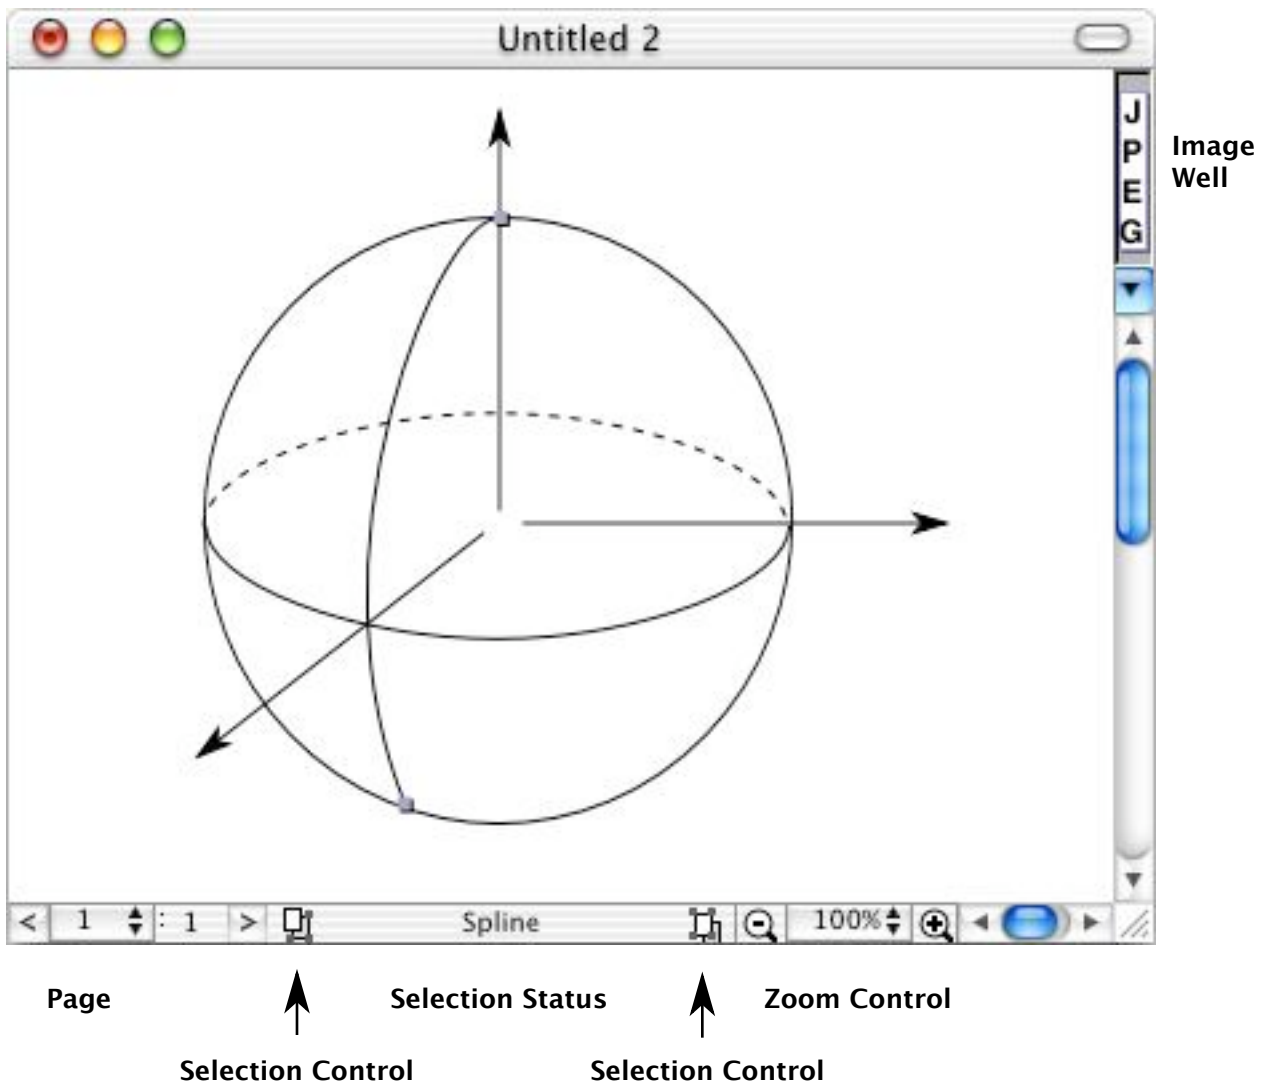 Untitled 2
J
P
E
G
Image
Well
< 1 : 1 > Spline 100%
Page
Selection Status
Zoom Control
Selection Control
Selection Control